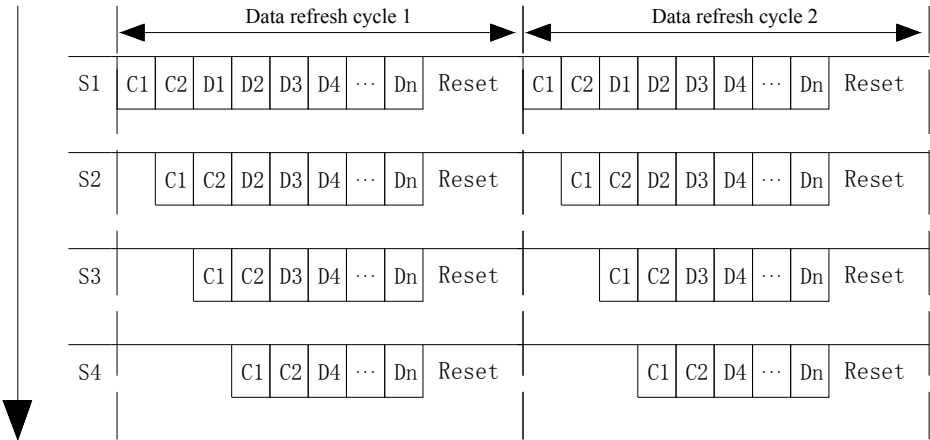 Data refresh cycle 1 Data refresh cycle 2
S1 C1 C2 D1 D2 D3 D4 ··· Dn Reset C1 C2 D1 D2 D3 D4 ··· Dn Reset
S2 C1 C2 D2 D3 D4 ··· Dn Reset C1 C2 D2 D3 D4 ··· Dn Reset
S3 C1 C2 D3 D4 ··· Dn Reset C1 C2 D3 D4 ··· Dn Reset
S4 C1 C2 D4 ··· Dn Reset C1 C2 D4 ··· Dn Reset